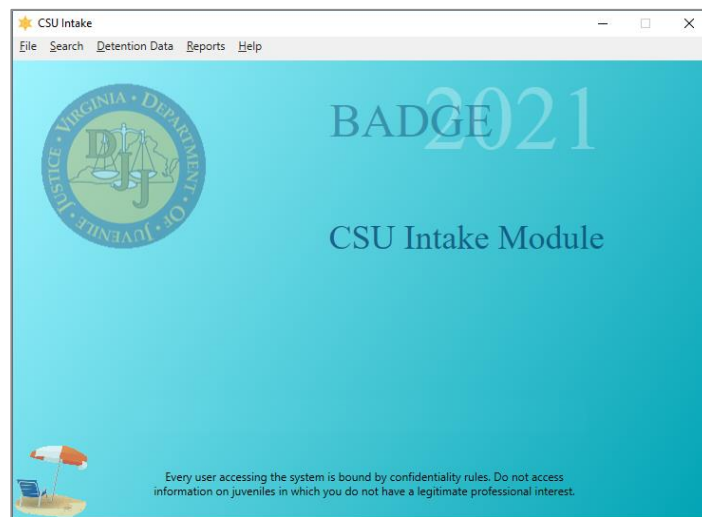 CSU Intake
File Search Detention Data Reports Help
VIRGINIA • DEPARTMENT OF JUVENILE JUSTICE •
DJJ
BADGE 2021
CSU Intake Module
Every user accessing the system is bound by confidentiality rules. Do not access
information on juveniles in which you do not have a legitimate professional interest.